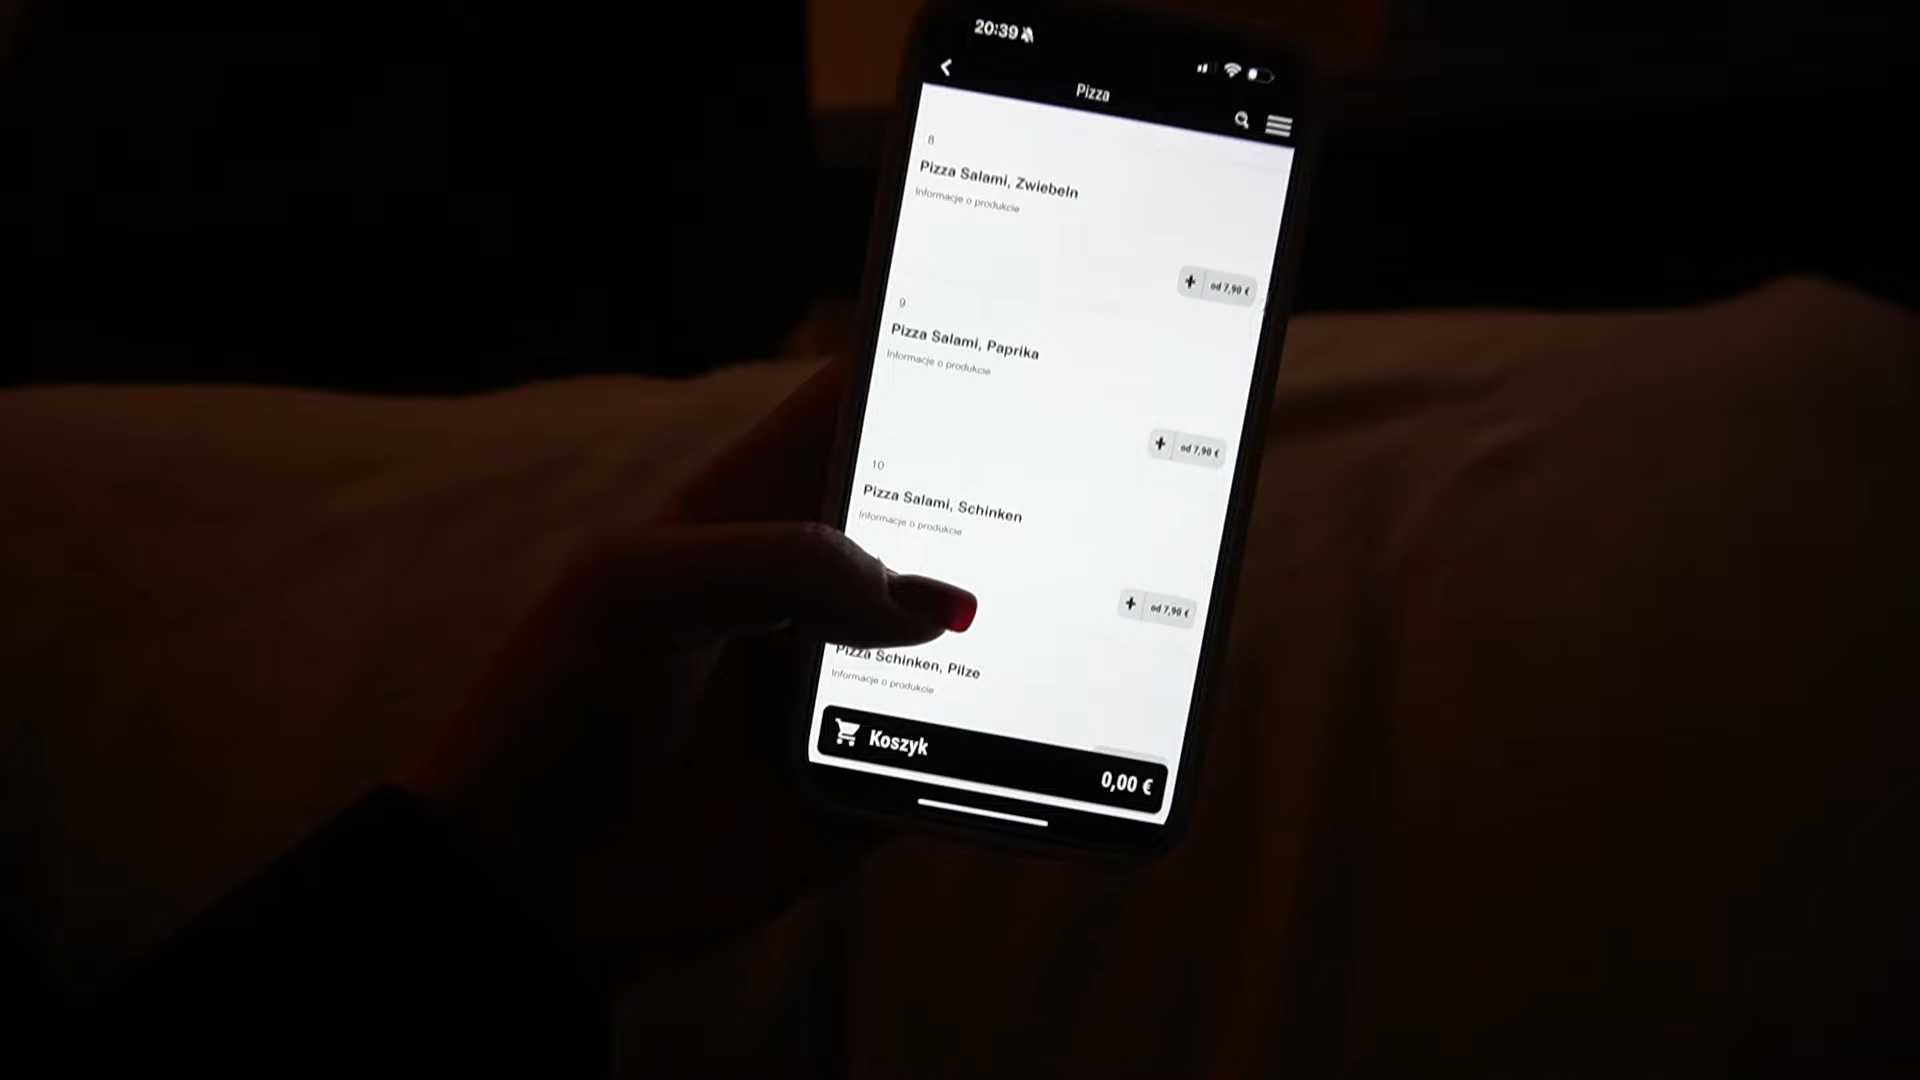 20:39
Pizza
8
Pizza Salami, Zwiebeln
Informacje o produkcie
+ od 7,90 €
9
Pizza Salami, Paprika
Informacje o produkcie
+ od 7,90 €
10
Pizza Salami, Schinken
Informacje o produkcie
+ od 7,90 €
Pizza Schinken, Pilze
Informacje o produkcie
Koszyk
0,00 €